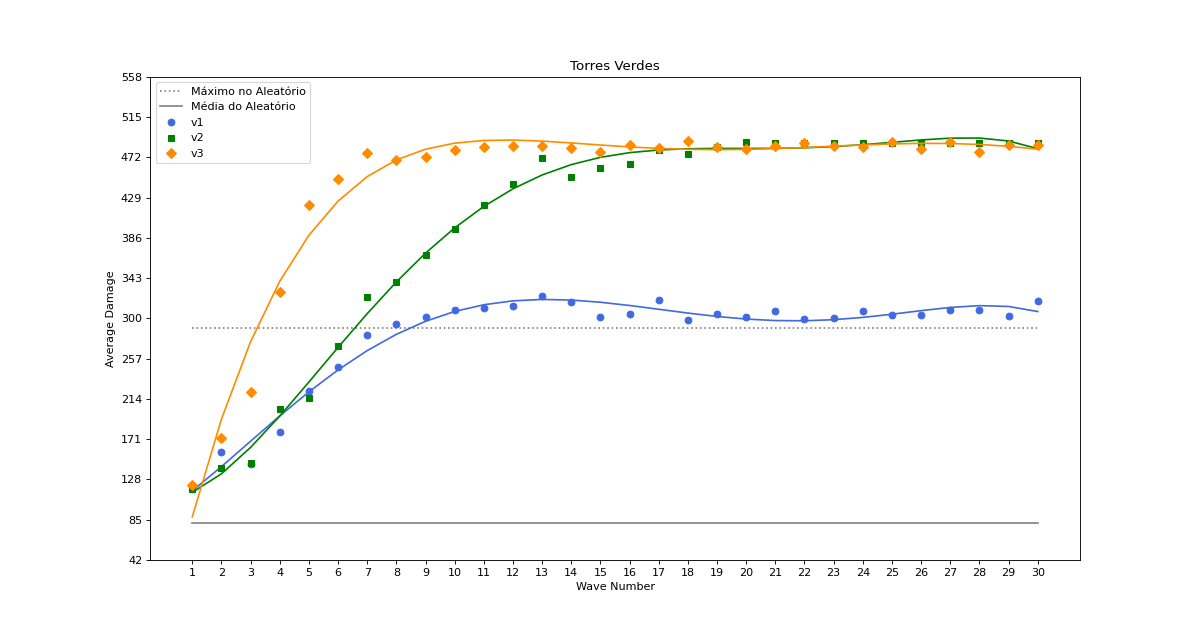 Torres Verdes
558
515
472
429
386
343
300
257
214
171
128
85
42
Average Damage
Máximo no Aleatório
Média do Aleatório
v1
v2
v3
1 2 3 4 5 6 7 8 9 10 11 12 13 14 15 16 17 18 19 20 21 22 23 24 25 26 27 28 29 30
Wave Number